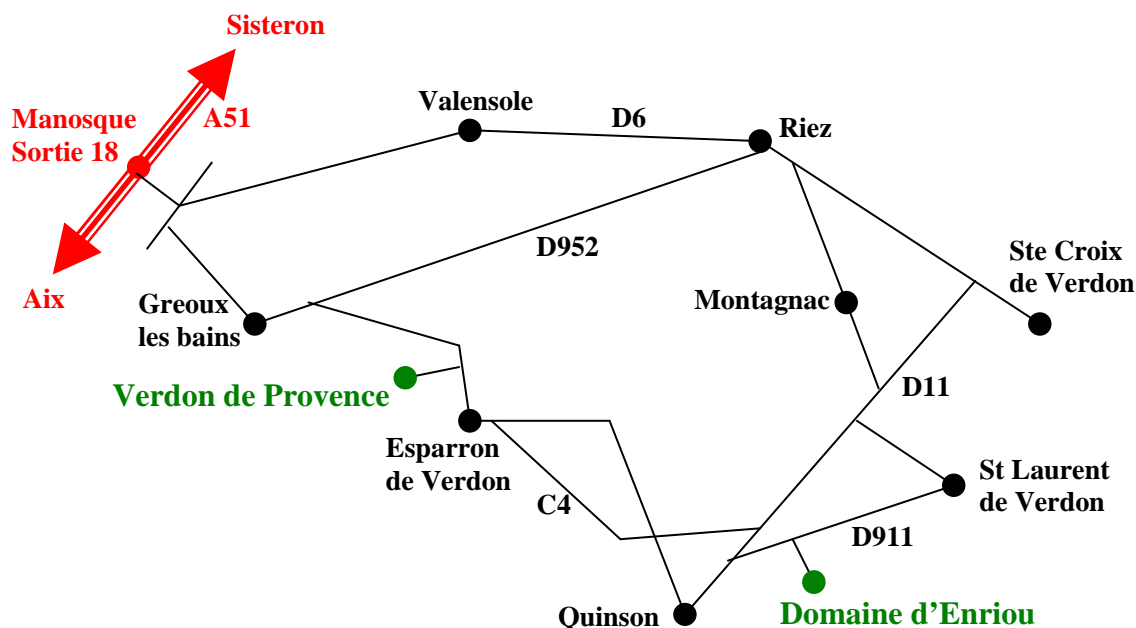 Sisteron
Valensole
D6
Manosque
Sortie 18
A51
Riez
D952
Ste Croix
de Verdon
Aix
Greoux
les bains
Montagnac
Verdon de Provence
D11
Esparron
de Verdon
St Laurent
de Verdon
C4
D911
Quinson
Domaine d’Enriou